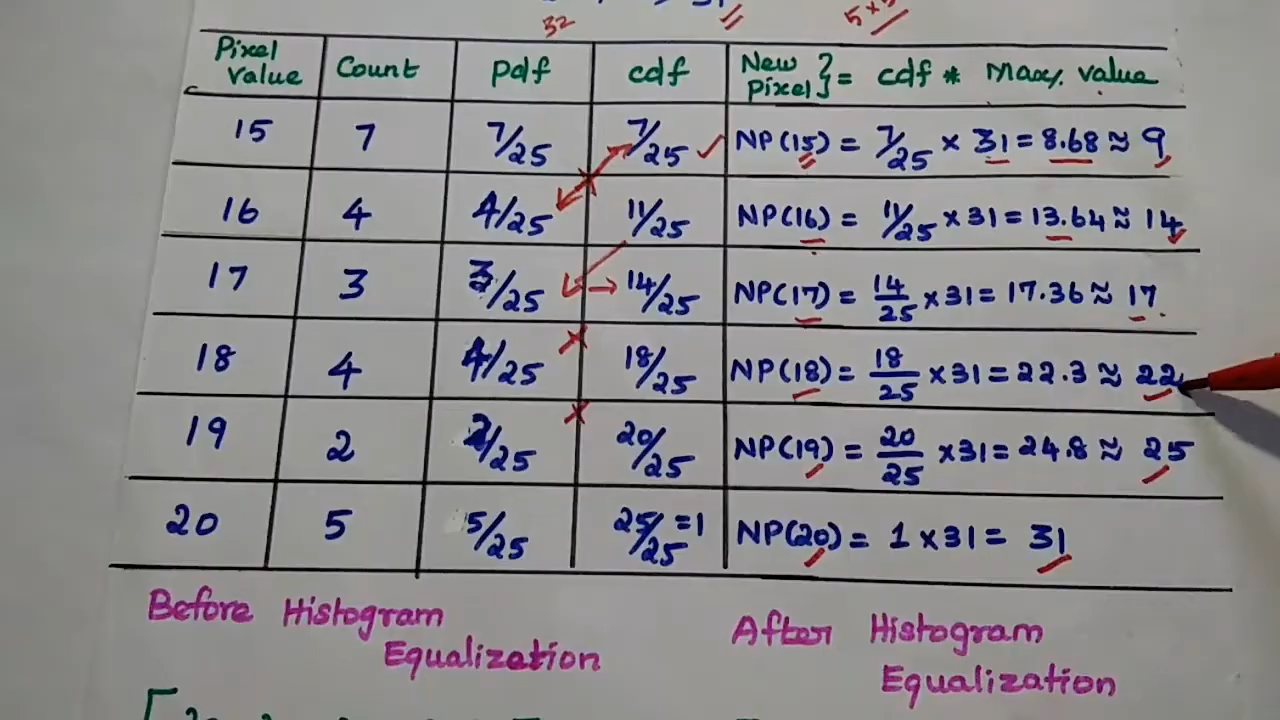 32
31
5×5
Pixel Value Count Pdf cdf New Pixel } = cdf * Max. value
15 7 7/25 7/25 NP(15) = 7/25 × 31 = 8.68 ≈ 9
16 4 4/25 11/25 NP(16) = 11/25 × 31 = 13.64 ≈ 14
17 3 3/25 14/25 NP(17) = 14/25 × 31 = 17.36 ≈ 17
18 4 4/25 18/25 NP(18) = 18/25 × 31 = 22.3 ≈ 22
19 2 2/25 20/25 NP(19) = 20/25 × 31 = 24.8 ≈ 25
20 5 5/25 25/25 = 1 NP(20) = 1 × 31 = 31
Before Histogram
Equalization
After Histogram
Equalization